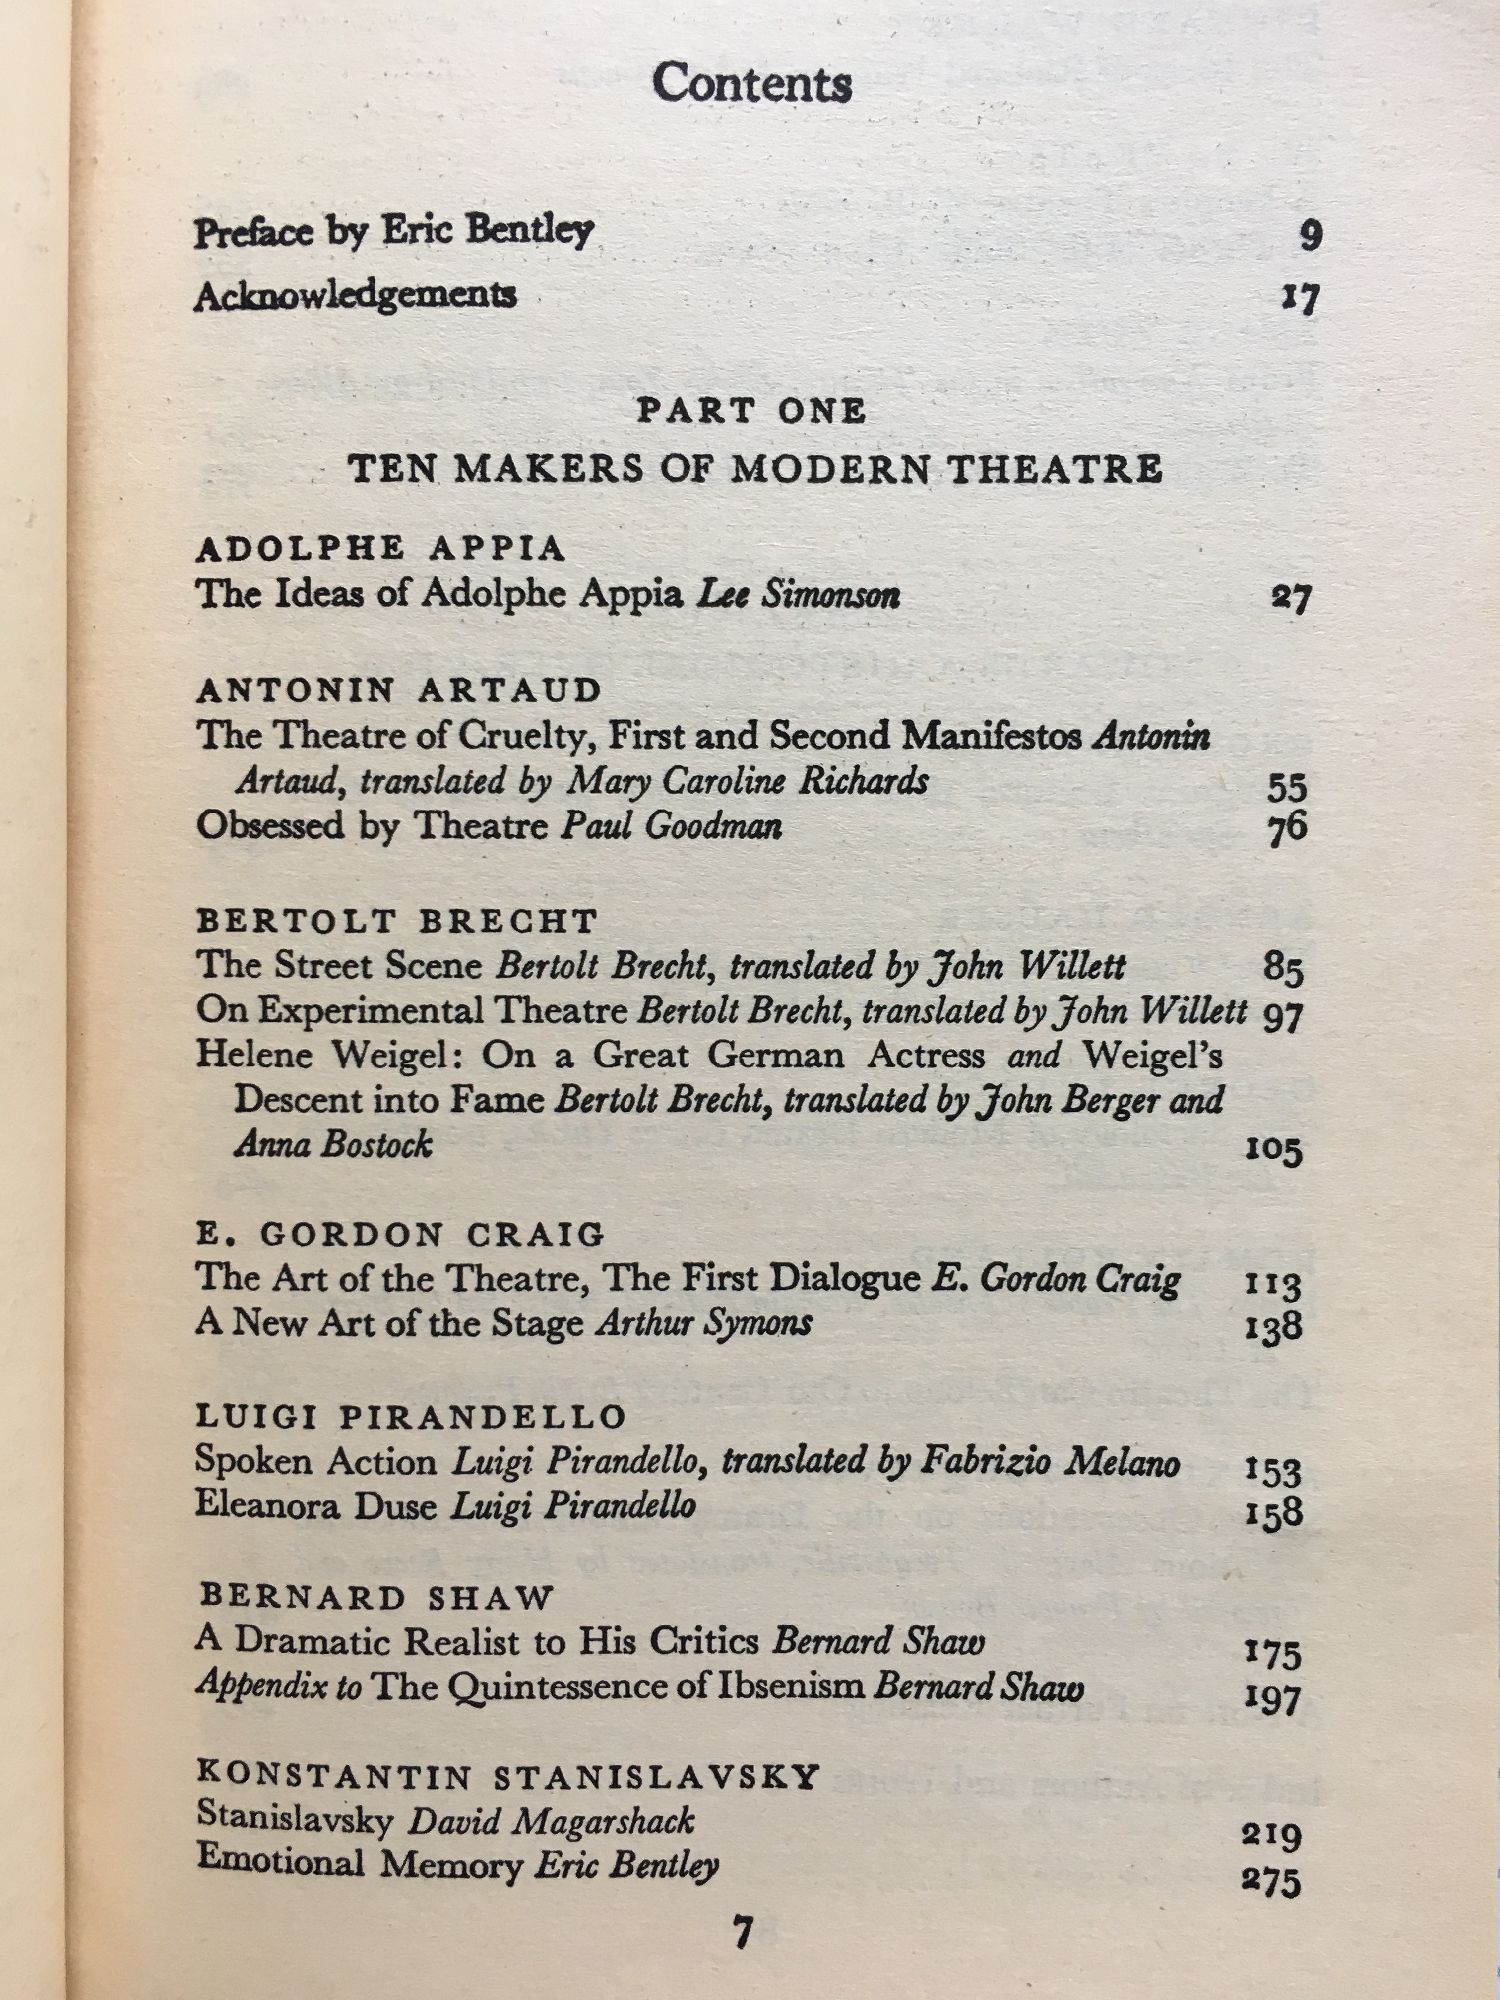 Contents
Preface by Eric Bentley 9
Acknowledgements 17
PART ONE
TEN MAKERS OF MODERN THEATRE
ADOLPHE APPIA
The Ideas of Adolphe Appia Lee Simonson 27
ANTONIN ARTAUD
The Theatre of Cruelty, First and Second Manifestos Antonin
Artaud, translated by Mary Caroline Richards 55
Obsessed by Theatre Paul Goodman 76
BERTOLT BRECHT
The Street Scene Bertolt Brecht, translated by John Willett 85
On Experimental Theatre Bertolt Brecht, translated by John Willett 97
Helene Weigel: On a Great German Actress and Weigel's
Descent into Fame Bertolt Brecht, translated by John Berger and
Anna Bostock 105
E. GORDON CRAIG
The Art of the Theatre, The First Dialogue E. Gordon Craig 113
A New Art of the Stage Arthur Symons 138
LUIGI PIRANDELLO
Spoken Action Luigi Pirandello, translated by Fabrizio Melano 153
Eleanora Duse Luigi Pirandello 158
BERNARD SHAW
A Dramatic Realist to His Critics Bernard Shaw 175
Appendix to The Quintessence of Ibsenism Bernard Shaw 197
KONSTANTIN STANISLAVSKY
Stanislavsky David Magarshack 219
Emotional Memory Eric Bentley 275
7